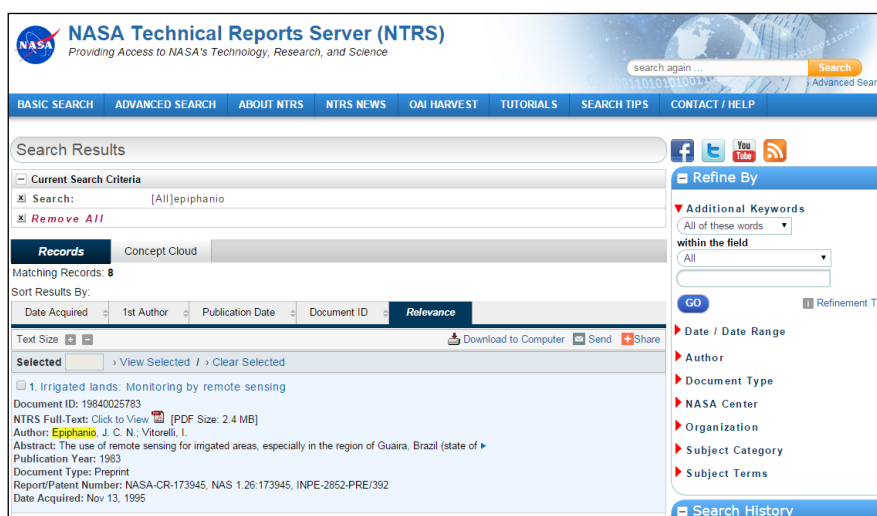 NASA
NASA Technical Reports Server (NTRS)
Providing Access to NASA's Technology, Research, and Science
search again ...
Search
Advanced Sear
BASIC SEARCH ADVANCED SEARCH ABOUT NTRS NTRS NEWS OAI HARVEST TUTORIALS SEARCH TIPS CONTACT / HELP
Search Results
Current Search Criteria
Search: [All]epiphanio
Remove All
Records Concept Cloud
Matching Records: 8
Sort Results By:
Date Acquired 1st Author Publication Date Document ID Relevance
Text Size Download to Computer Send Share
Selected › View Selected / › Clear Selected
1. Irrigated lands: Monitoring by remote sensing
Document ID: 19840025783
NTRS Full-Text: Click to View [PDF Size: 2.4 MB]
Author: Epiphanio, J. C. N.; Vitorelli, I.
Abstract: The use of remote sensing for irrigated areas, especially in the region of Guaira, Brazil (state of
Publication Year: 1983
Document Type: Preprint
Report/Patent Number: NASA-CR-173945, NAS 1.26:173945, INPE-2852-PRE/392
Date Acquired: Nov 13, 1995
You Tube
Refine By
Additional Keywords
All of these words
within the field
All
GO
Refinement T
Date / Date Range
Author
Document Type
NASA Center
Organization
Subject Category
Subject Terms
Search History